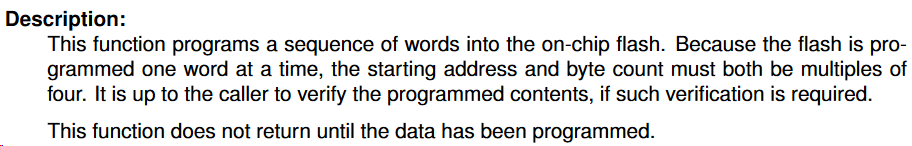 Description:
This function programs a sequence of words into the on-chip flash. Because the flash is pro-
grammed one word at a time, the starting address and byte count must both be multiples of
four. It is up to the caller to verify the programmed contents, if such verification is required.
This function does not return until the data has been programmed.